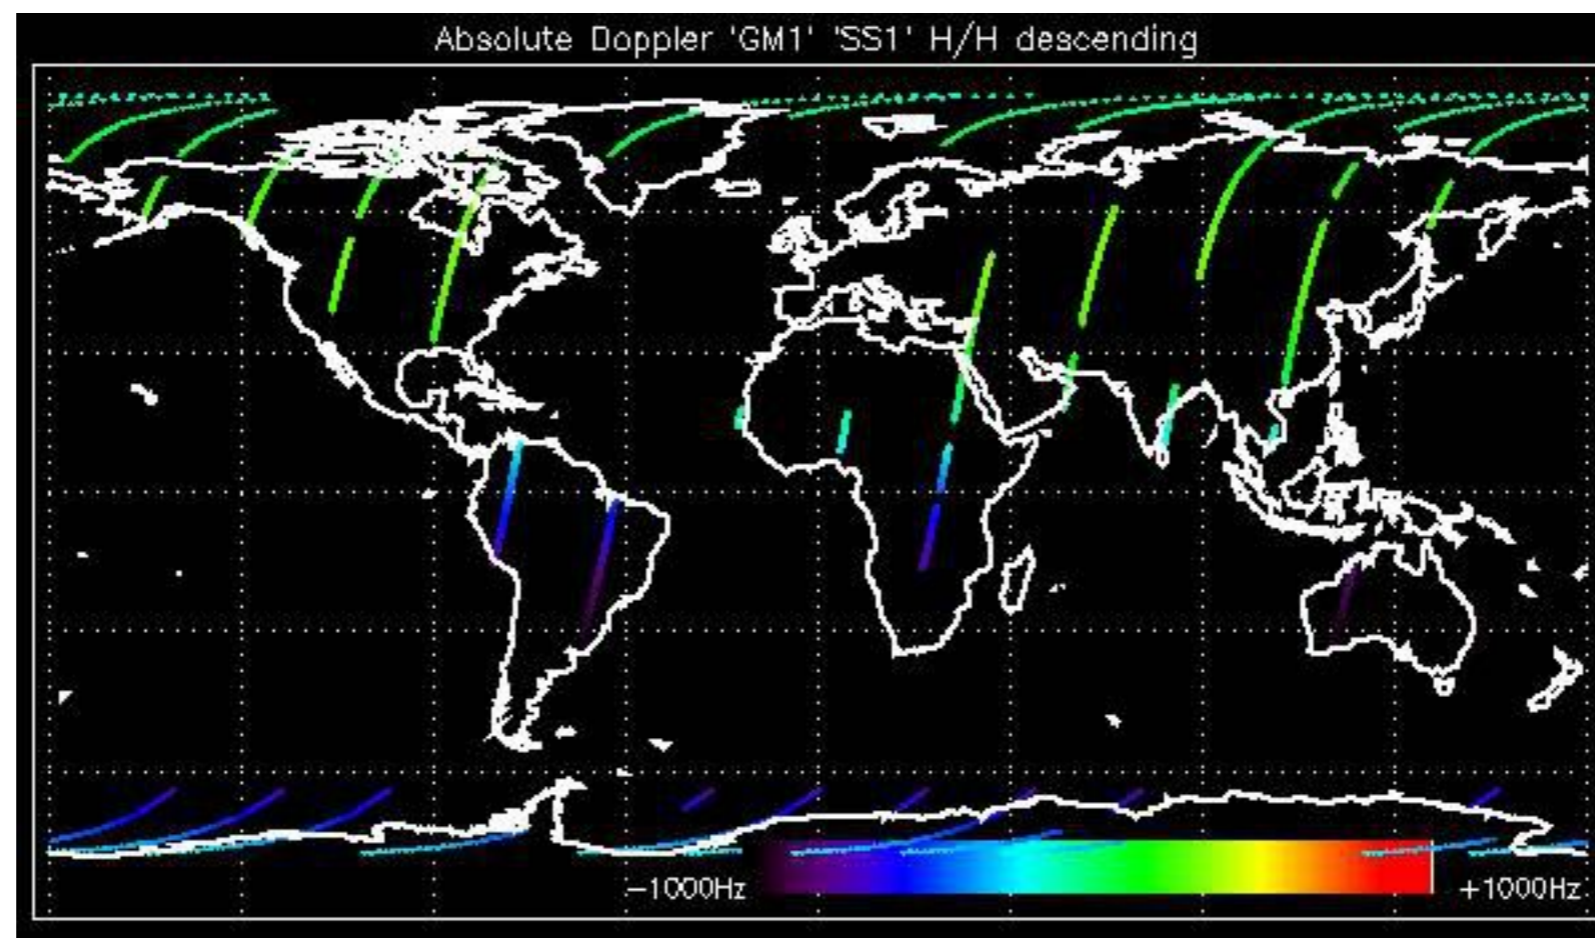 Absolute Doppler 'GM1' 'SS1' H/H descending
−1000Hz
+1000Hz